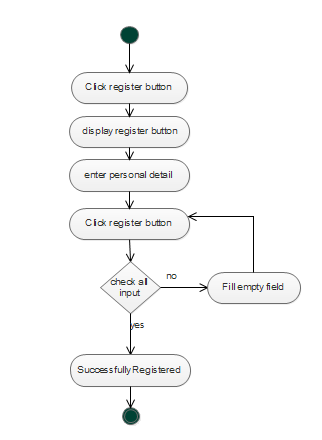 Click register button
display register button
enter personal detail
Click register button
check all
input
no
Fill empty field
yes
Successfully Registered